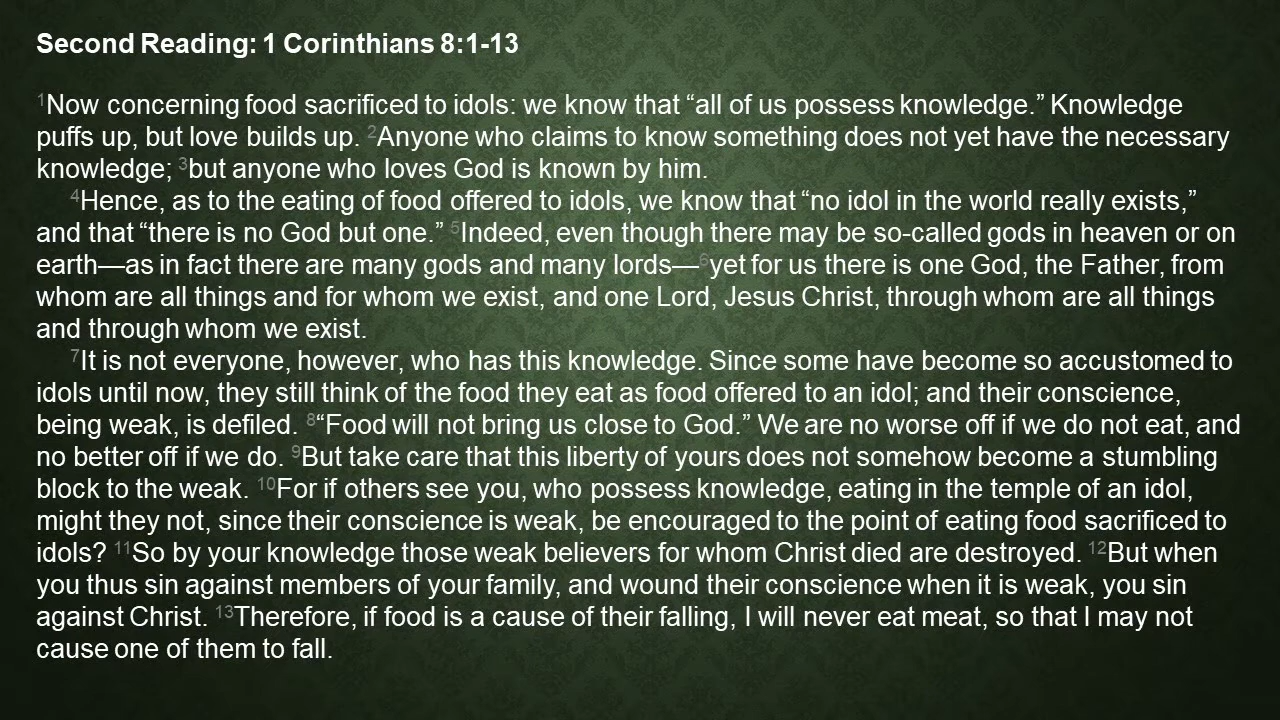 Second Reading: 1 Corinthians 8:1-13
1Now concerning food sacrificed to idols: we know that “all of us possess knowledge.” Knowledge
puffs up, but love builds up. 2Anyone who claims to know something does not yet have the necessary
knowledge; 3but anyone who loves God is known by him.
4Hence, as to the eating of food offered to idols, we know that “no idol in the world really exists,”
and that “there is no God but one.” 5Indeed, even though there may be so-called gods in heaven or on
earth—as in fact there are many gods and many lords—6yet for us there is one God, the Father, from
whom are all things and for whom we exist, and one Lord, Jesus Christ, through whom are all things
and through whom we exist.
7It is not everyone, however, who has this knowledge. Since some have become so accustomed to
idols until now, they still think of the food they eat as food offered to an idol; and their conscience,
being weak, is defiled. 8“Food will not bring us close to God.” We are no worse off if we do not eat, and
no better off if we do. 9But take care that this liberty of yours does not somehow become a stumbling
block to the weak. 10For if others see you, who possess knowledge, eating in the temple of an idol,
might they not, since their conscience is weak, be encouraged to the point of eating food sacrificed to
idols? 11So by your knowledge those weak believers for whom Christ died are destroyed. 12But when
you thus sin against members of your family, and wound their conscience when it is weak, you sin
against Christ. 13Therefore, if food is a cause of their falling, I will never eat meat, so that I may not
cause one of them to fall.